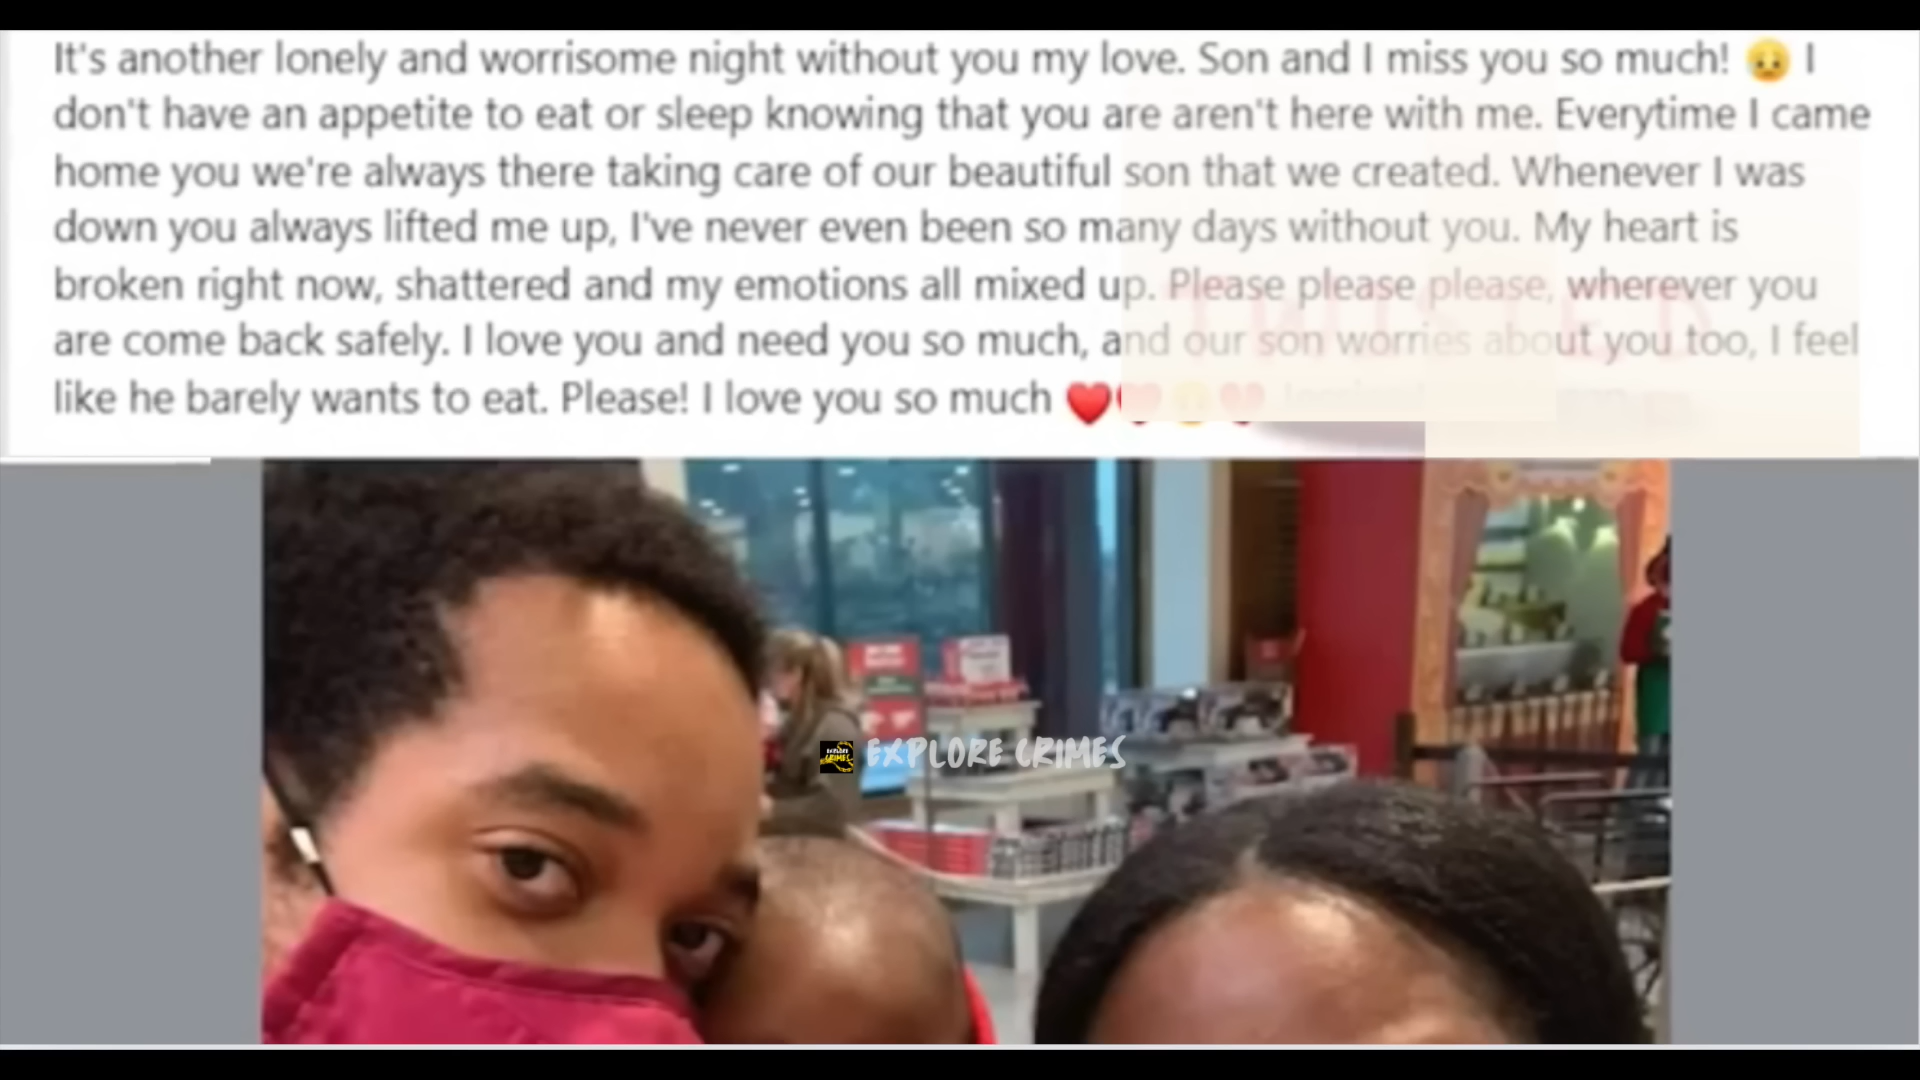 It's another lonely and worrisome night without you my love. Son and I miss you so much! 😥 I
don't have an appetite to eat or sleep knowing that you are aren't here with me. Everytime I came
home you we're always there taking care of our beautiful son that we created. Whenever I was
down you always lifted me up, I've never even been so many days without you. My heart is
broken right now, shattered and my emotions all mixed up. Please please please, wherever you
are come back safely. I love you and need you so much, and our son worries about you too, I feel
like he barely wants to eat. Please! I love you so much ❤️
TWISTED
EXPLORE CRIMES
EXPLORE
CRIMES